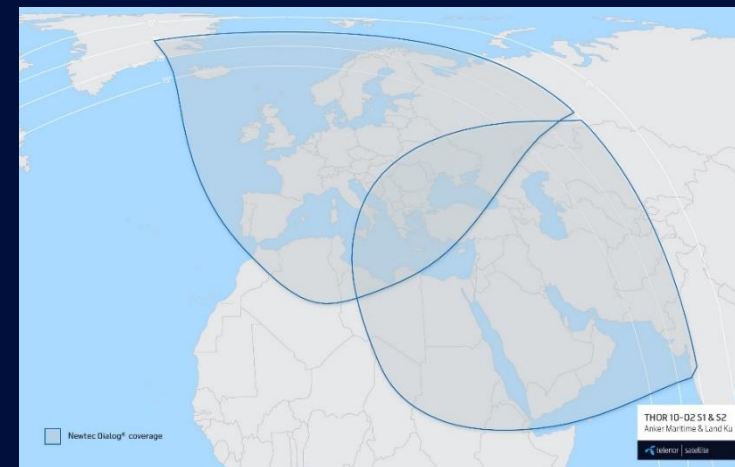 THOR 10-02 S1 & S2
Anker Maritime & Land Ku
telenor | satellite
Newtec Dialog® coverage